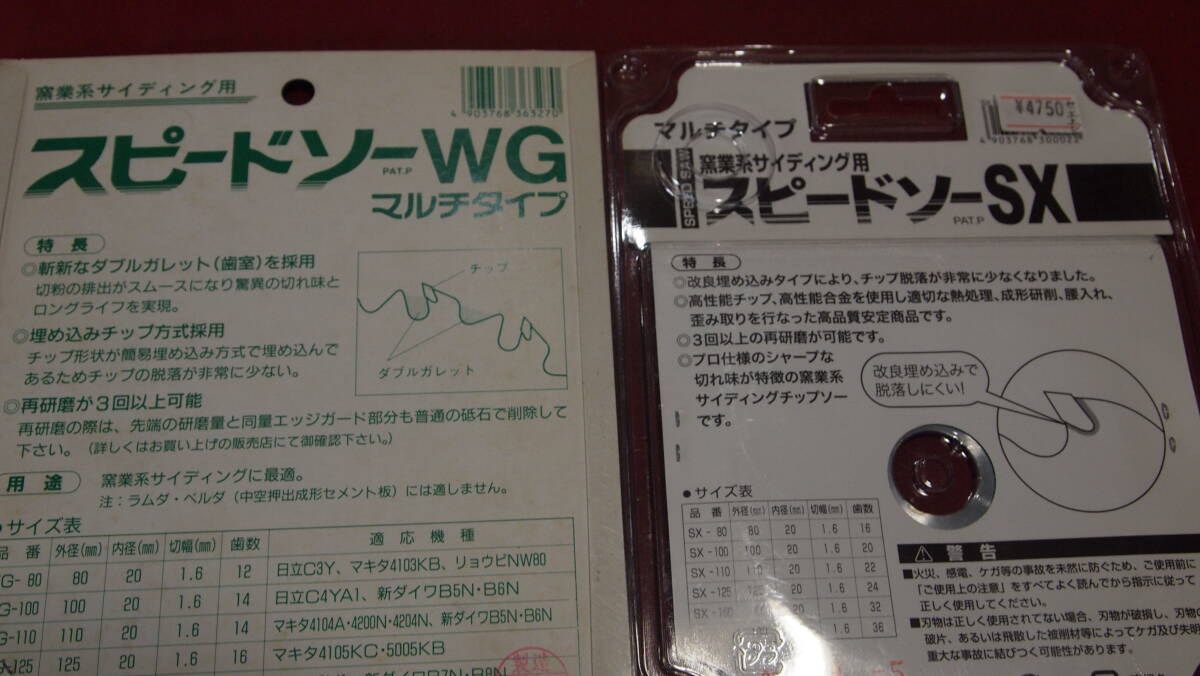 窯業系サイディング用
4 903768 363270
スピードソーWG
PAT.P
マルチタイプ
特長
◎斬新なダブルガレット(歯室)を採用
切粉の排出がスムースになり驚異の切れ味と
ロングライフを実現。
◎埋め込みチップ方式採用
チップ形状が簡易埋め込み方式で埋め込んで
あるためチップの脱落が非常に少ない。
◎再研磨が3回以上可能
再研磨の際は、先端の研磨量と同量エッジガード部分も普通の砥石で削除して
下さい。(詳しくはお買い上げの販売店にて御確認下さい。)
チップ
ダブルガレット
用途
窯業系サイディングに最適。
注:ラムダ・ベルダ(中空押出成形セメント板)には適しません。
●サイズ表
品番 外径(mm) 内径(mm) 切幅(mm) 歯数 適応機種
G-80 80 20 1.6 12 日立C3Y、マキタ4103KB、リョウビNW80
G-100 100 20 1.6 14 日立C4YA1、新ダイワB5N・B6N
G-110 110 20 1.6 14 マキタ4104A・4200N・4204N、新ダイワB5N・B6N
G-125 125 20 1.6 16 マキタ4105KC・5005KB
製造
マルチタイプ
¥4750
4 903768 300022
SPEED SAW
窯業系サイディング用
スピードソーSX
PAT.P
特長
◎改良埋め込みタイプにより、チップ脱落が非常に少なくなりました。
◎高性能チップ、高性能合金を使用し適切な熱処理、成形研削、腰入れ、
歪み取りを行なった高品質安定商品です。
◎3回以上の再研磨が可能です。
◎プロ仕様のシャープな
切れ味が特徴の窯業系
サイディングチップソー
です。
改良埋め込みで
脱落しにくい!
●サイズ表
品番 外径(mm) 内径(mm) 切幅(mm) 歯数
SX-80 80 20 1.6 16
SX-100 100 20 1.6 20
SX-110 110 20 1.6 22
SX-125 125 20 1.6 24
1.6 32
1.6 36
警告
■火災、感電、ケガ等の事故を未然に防ぐため、ご使用前に
「ご使用上の注意」をすべてよく読んでから指示に従って
正しく使用してください。
■刃物は正しく使用されてない場合、刃物が破損し、刃物の
破片、あるいは飛散した被削材等によってケガ及び失明
重大な事故に結びつく可能性があります。